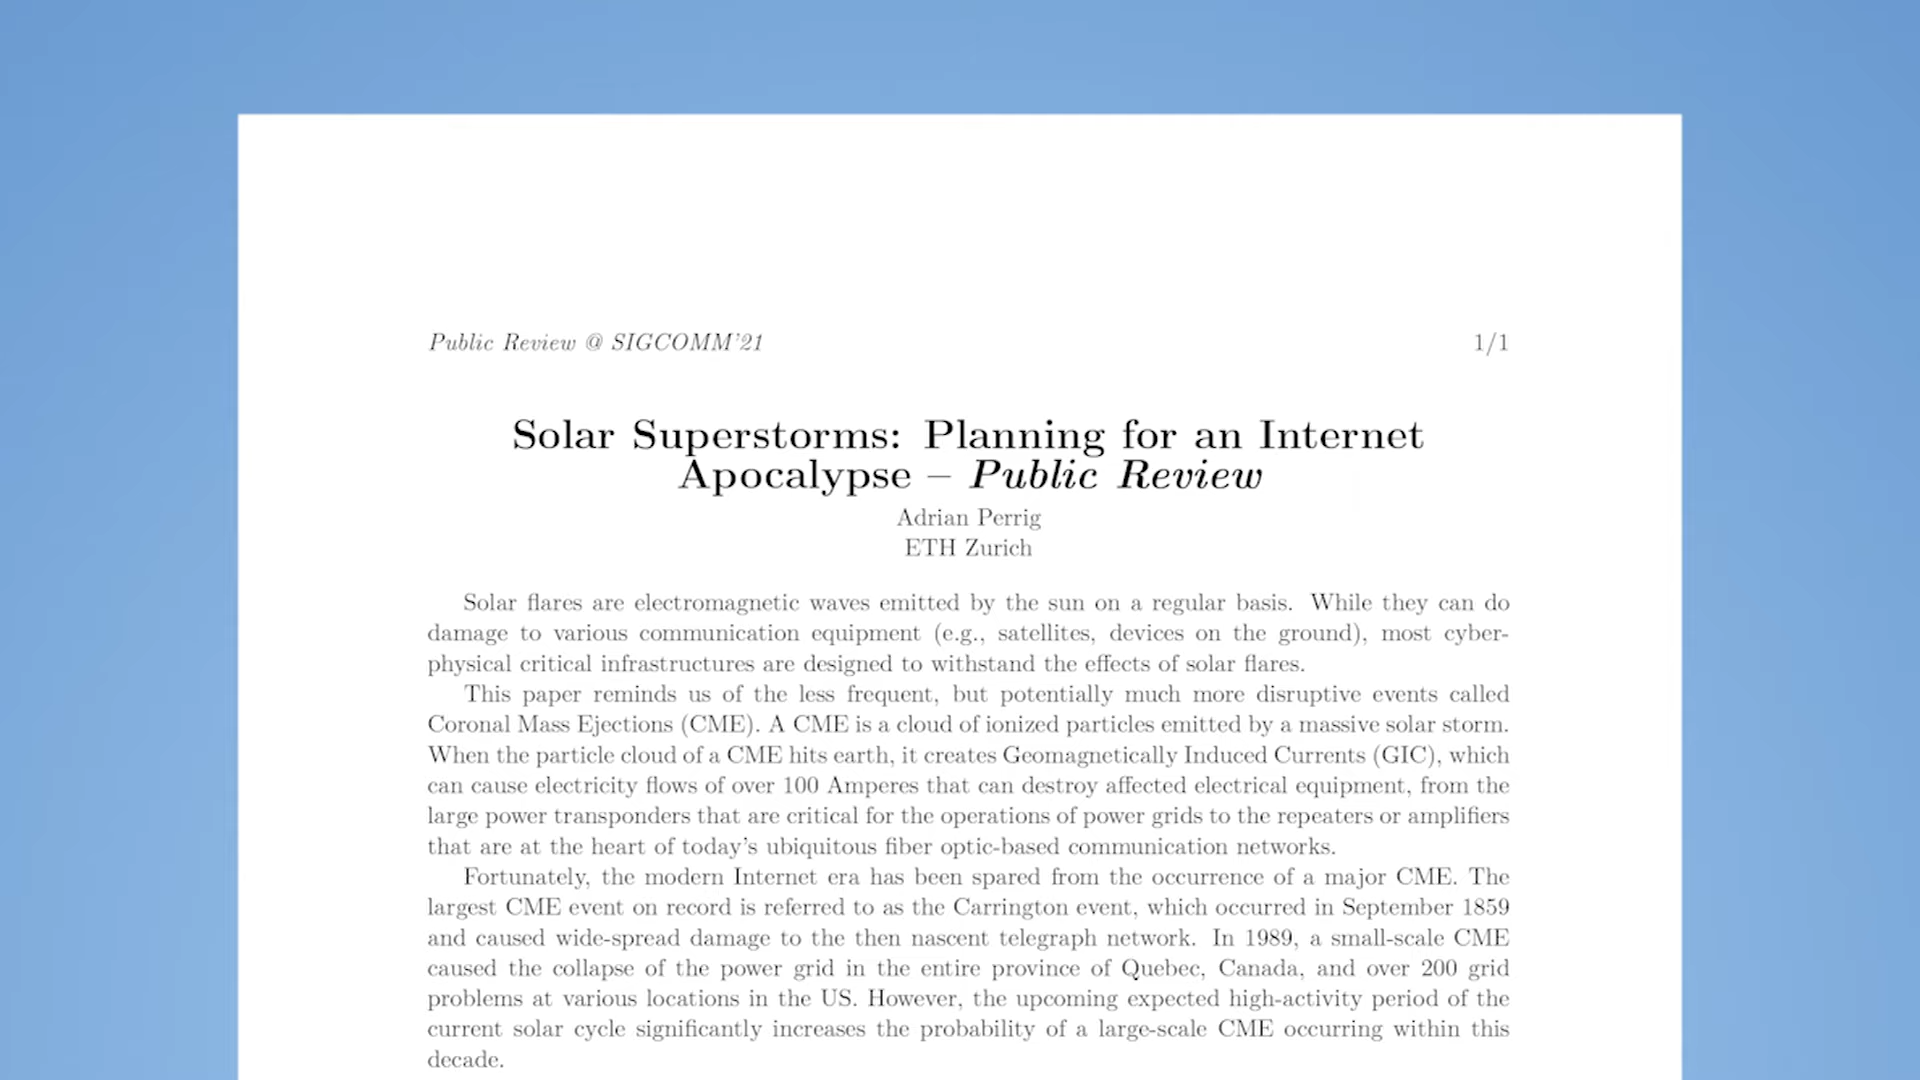 Public Review @ SIGCOMM'21 1/1
Solar Superstorms: Planning for an Internet
Apocalypse – Public Review
Adrian Perrig
ETH Zurich
Solar flares are electromagnetic waves emitted by the sun on a regular basis. While they can do
damage to various communication equipment (e.g., satellites, devices on the ground), most cyber-
physical critical infrastructures are designed to withstand the effects of solar flares.
This paper reminds us of the less frequent, but potentially much more disruptive events called
Coronal Mass Ejections (CME). A CME is a cloud of ionized particles emitted by a massive solar storm.
When the particle cloud of a CME hits earth, it creates Geomagnetically Induced Currents (GIC), which
can cause electricity flows of over 100 Amperes that can destroy affected electrical equipment, from the
large power transponders that are critical for the operations of power grids to the repeaters or amplifiers
that are at the heart of today's ubiquitous fiber optic-based communication networks.
Fortunately, the modern Internet era has been spared from the occurrence of a major CME. The
largest CME event on record is referred to as the Carrington event, which occurred in September 1859
and caused wide-spread damage to the then nascent telegraph network. In 1989, a small-scale CME
caused the collapse of the power grid in the entire province of Quebec, Canada, and over 200 grid
problems at various locations in the US. However, the upcoming expected high-activity period of the
current solar cycle significantly increases the probability of a large-scale CME occurring within this
decade.